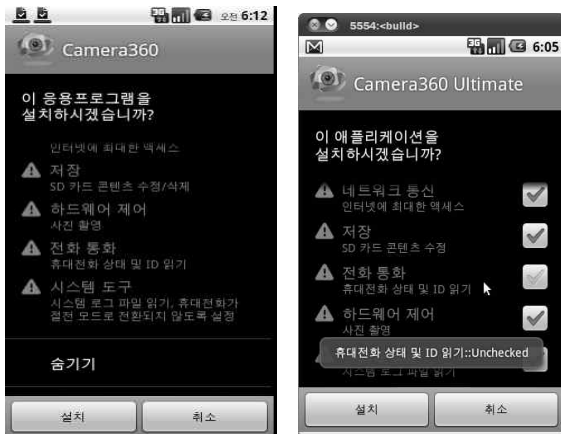 오전 6:12
Camera360
이 응용프로그램을
설치하시겠습니까?
인터넷에 최대한 액세스
저장
SD 카드 콘텐츠 수정/삭제
하드웨어 제어
사진 촬영
전화 통화
휴대전화 상태 및 ID 읽기
시스템 도구
시스템 로그 파일 읽기, 휴대전화가
절전 모드로 전환되지 않도록 설정
숨기기
설치
취소
5554:<build>
3G
6:05
Camera360 Ultimate
이 애플리케이션을
설치하시겠습니까?
네트워크 통신
인터넷에 최대한 액세스
저장
SD 카드 콘텐츠 수정
전화 통화
휴대전화 상태 및 ID 읽기
하드웨어 제어
사진 촬영
휴대전화 상태 및 ID 읽기::Unchecked
시스템 로그 파일 읽기
설치
취소